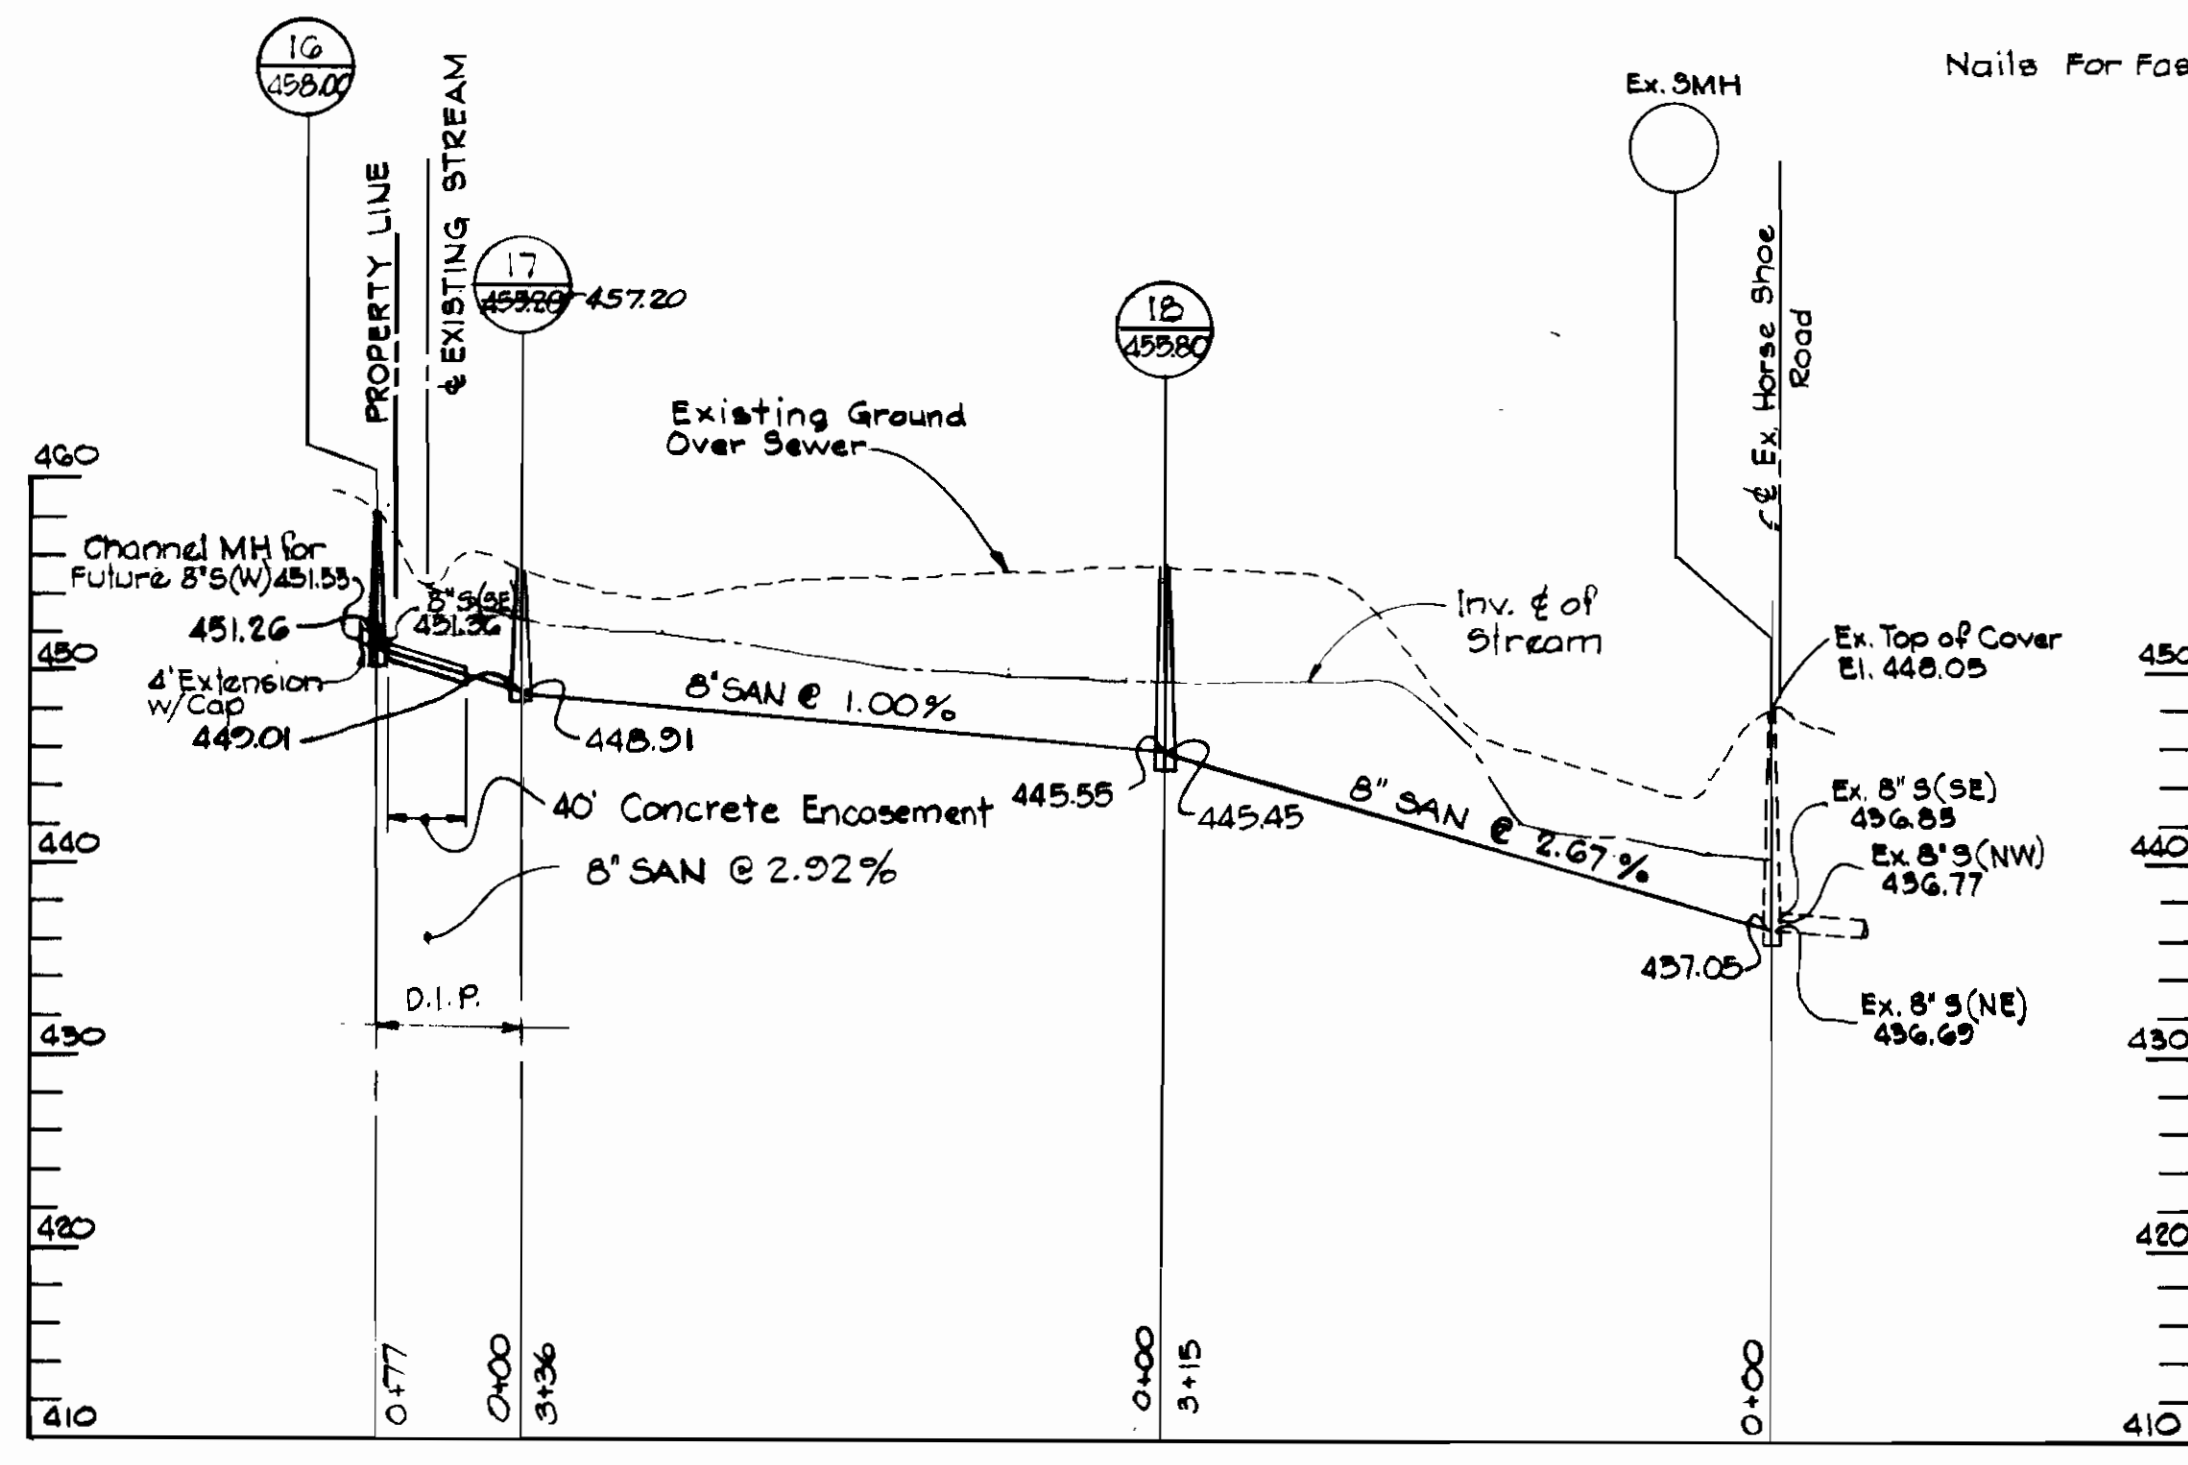 16
458.00
PROPERTY LINE
℄ EXISTING STREAM
17
455.20
457.20
18
455.80
Ex. SMH
Nails For Fas
℄ Ex. Horse Shoe
Road
Existing Ground
Over Sewer
460
Channel MH for
Future 8"S(W) 451.55
451.26
8"S(SE)
451.36
450
4' Extension
w/Cap
449.01
8"SAN @ 1.00%
448.91
40' Concrete Encasement
8" SAN @ 2.92%
445.55
445.45
Inv. ℄ of
Stream
8" SAN @ 2.67%
Ex. Top of Cover
El. 448.05
450
Ex. 8" S(SE)
436.85
Ex. 8"S(NW)
436.77
437.05
Ex. 8" S(NE)
436.69
440
440
D.I.P.
430
430
420
420
410
0+77
0+00
3+36
0+00
3+15
0+00
410